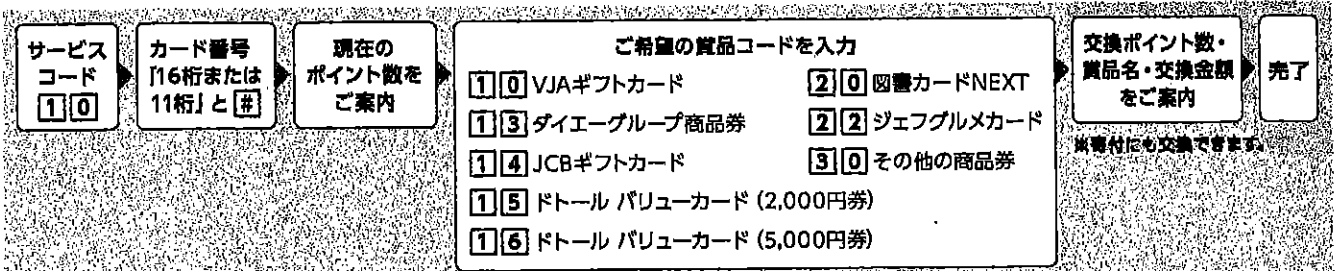 サービス
コード
10
カード番号
「16桁または
11桁」と#
現在の
ポイント数を
ご案内
ご希望の賞品コードを入力
10 VJAギフトカード
13 ダイエーグループ商品券
14 JCBギフトカード
15 ドトール バリューカード (2,000円券)
16 ドトール バリューカード (5,000円券)
20 図書カードNEXT
22 ジェフグルメカード
30 その他の商品券
交換ポイント数・
賞品名・交換金額
をご案内
完了
※寄付にも交換できます。